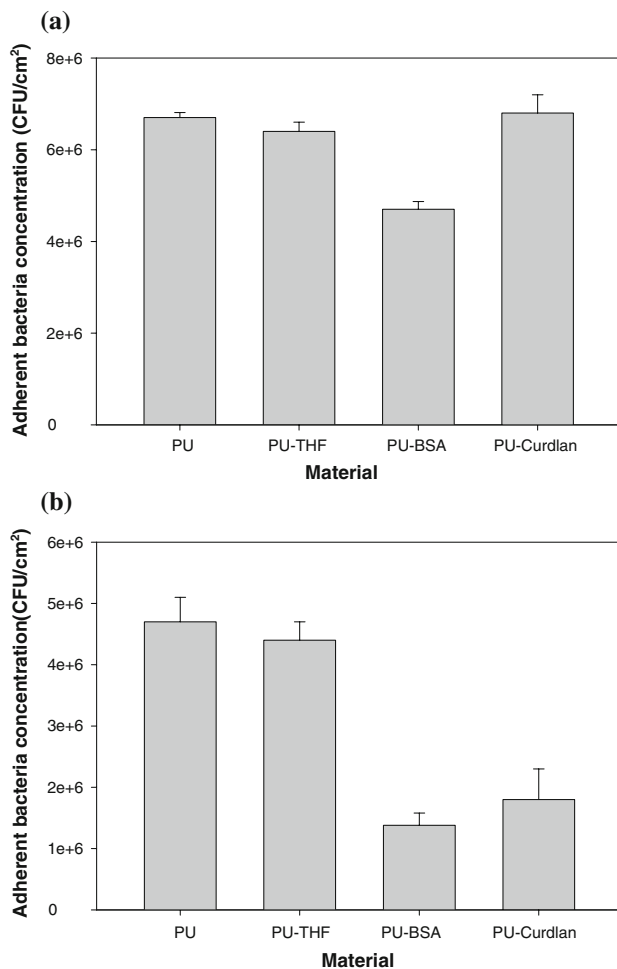 (a)
Adherent bacteria concentration (CFU/cm²)
8e+6
6e+6
4e+6
2e+6
0
PU PU-THF PU-BSA PU-Curdlan
Material
(b)
Adherent bacteria concentration(CFU/cm²)
6e+6
5e+6
4e+6
3e+6
2e+6
1e+6
0
PU PU-THF PU-BSA PU-Curdlan
Material